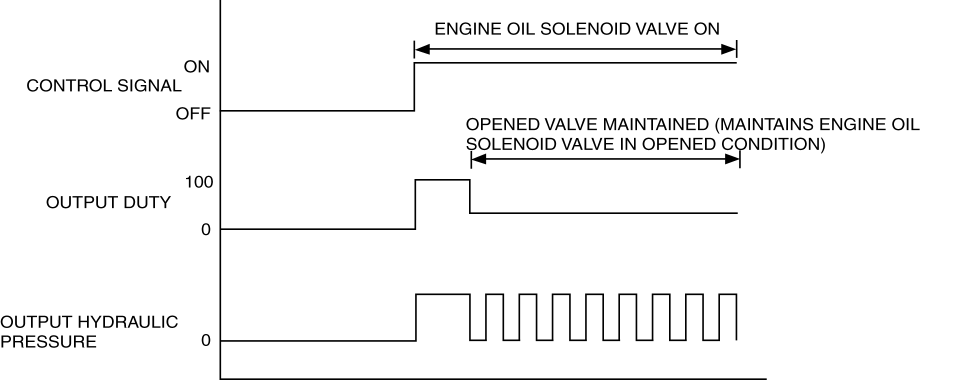 ENGINE OIL SOLENOID VALVE ON
ON
CONTROL SIGNAL
OFF
OPENED VALVE MAINTAINED (MAINTAINS ENGINE OIL
SOLENOID VALVE IN OPENED CONDITION)
100
OUTPUT DUTY
0
OUTPUT HYDRAULIC
PRESSURE
0